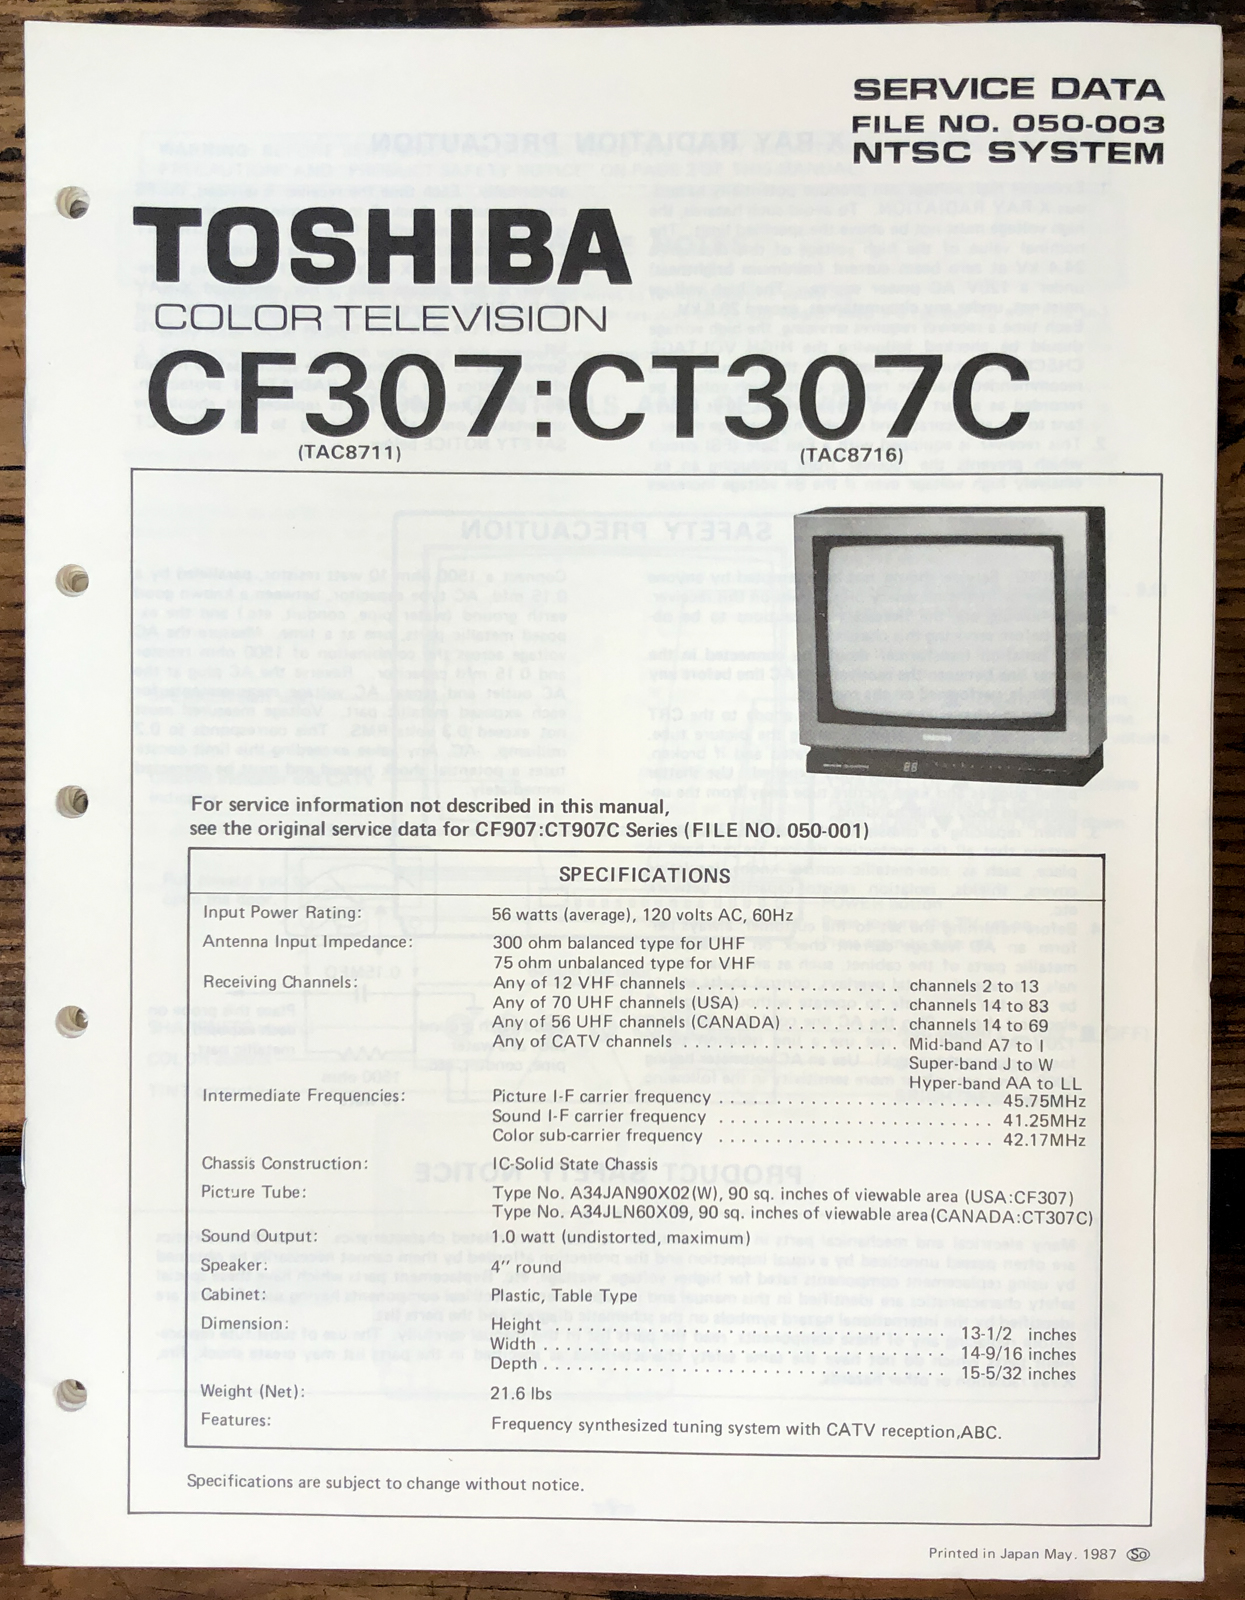 SERVICE DATA
FILE NO. 050-003
NTSC SYSTEM
TOSHIBA
COLOR TELEVISION
CF307:CT307C
(TAC8711) (TAC8716)
For service information not described in this manual,
see the original service data for CF907:CT907C Series (FILE NO. 050-001)
SPECIFICATIONS
Input Power Rating: 56 watts (average), 120 volts AC, 60Hz
Antenna Input Impedance: 300 ohm balanced type for UHF
75 ohm unbalanced type for VHF
Receiving Channels: Any of 12 VHF channels . . . . . . . . . . . . . . . . . . . . channels 2 to 13
Any of 70 UHF channels (USA) . . . . . . . . . . . . . . . channels 14 to 83
Any of 56 UHF channels (CANADA) . . . . . . . . . . . channels 14 to 69
Any of CATV channels . . . . . . . . . . . . . . . . . . . . . Mid-band A7 to I
Super-band J to W
Hyper-band AA to LL
Intermediate Frequencies: Picture I-F carrier frequency . . . . . . . . . . . . . . . . . . . . . . . . . 45.75MHz
Sound I-F carrier frequency . . . . . . . . . . . . . . . . . . . . . . . . . 41.25MHz
Color sub-carrier frequency . . . . . . . . . . . . . . . . . . . . . . . . . 42.17MHz
Chassis Construction: IC-Solid State Chassis
Picture Tube: Type No. A34JAN90X02(W), 90 sq. inches of viewable area (USA:CF307)
Type No. A34JLN60X09, 90 sq. inches of viewable area (CANADA:CT307C)
Sound Output: 1.0 watt (undistorted, maximum)
Speaker: 4″ round
Cabinet: Plastic, Table Type
Dimension: Height . . . . . . . . . . . . . . . . . . . . . . . . . . . . . . . . . . . . . 13-1/2 inches
Width . . . . . . . . . . . . . . . . . . . . . . . . . . . . . . . . . . . . . 14-9/16 inches
Depth . . . . . . . . . . . . . . . . . . . . . . . . . . . . . . . . . . . . . 15-5/32 inches
Weight (Net): 21.6 lbs
Features: Frequency synthesized tuning system with CATV reception,ABC.
Specifications are subject to change without notice.
Printed in Japan May. 1987 So